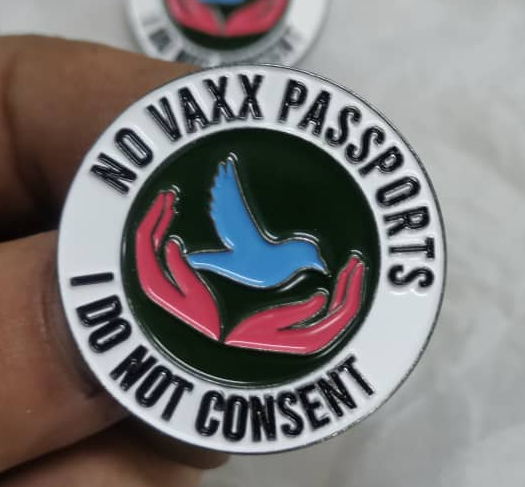 NO VAXX PASSPORTS
I DO NOT CONSENT